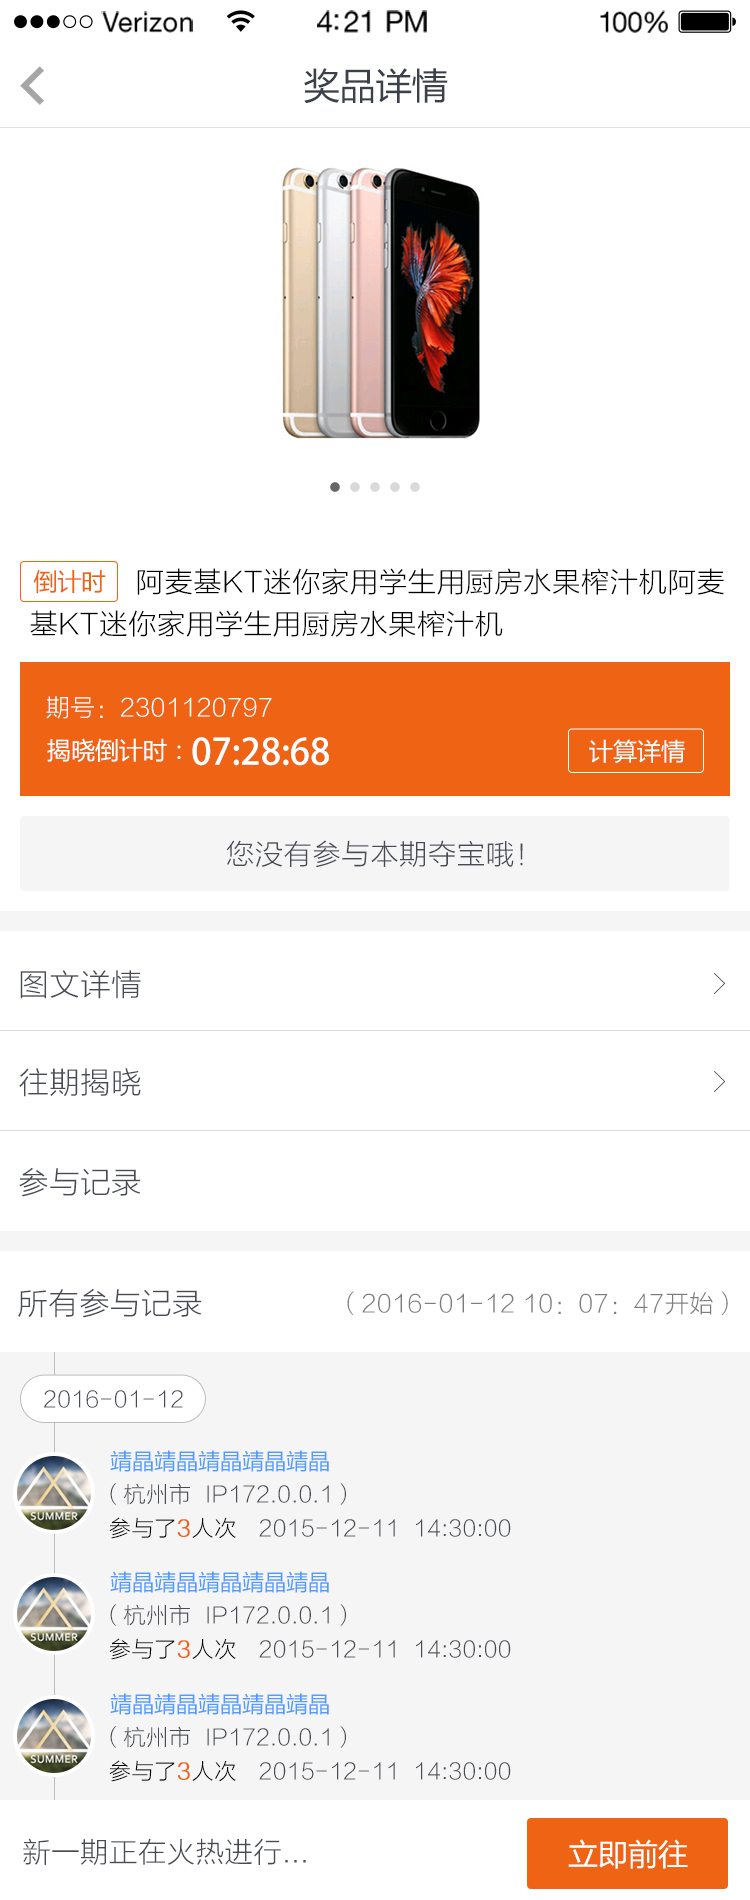 Verizon 4:21 PM 100%
奖品详情
倒计时 阿麦基KT迷你家用学生用厨房水果榨汁机阿麦
基KT迷你家用学生用厨房水果榨汁机
期号：2301120797
揭晓倒计时：07:28:68
计算详情
您没有参与本期夺宝哦！
图文详情
往期揭晓
参与记录
所有参与记录 （2016-01-12 10：07：47开始）
2016-01-12
靖晶靖晶靖晶靖晶靖晶
（杭州市 IP172.0.0.1）
SUMMER
参与了3人次 2015-12-11 14:30:00
靖晶靖晶靖晶靖晶靖晶
（杭州市 IP172.0.0.1）
SUMMER
参与了3人次 2015-12-11 14:30:00
靖晶靖晶靖晶靖晶靖晶
（杭州市 IP172.0.0.1）
SUMMER
参与了3人次 2015-12-11 14:30:00
新一期正在火热进行... 立即前往